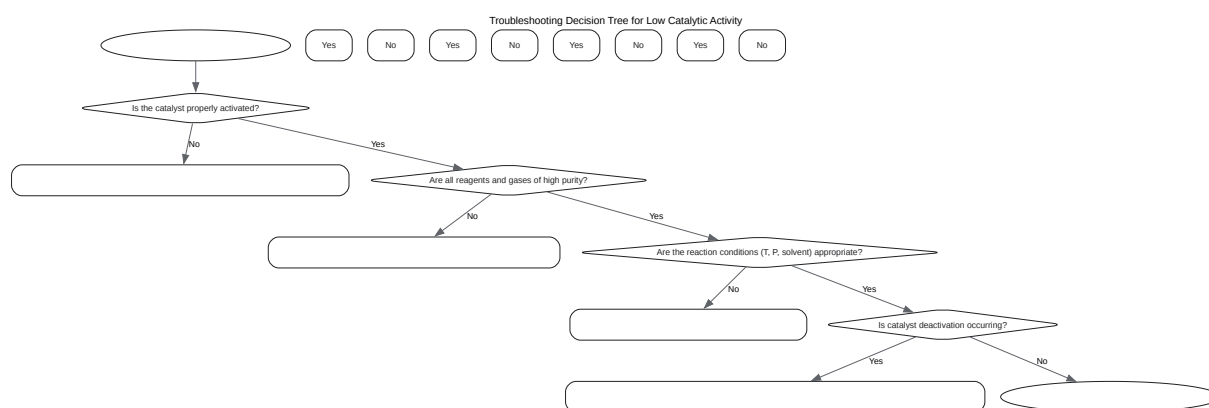 Troubleshooting Decision Tree for Low Catalytic Activity
Yes
No
Yes
No
Yes
No
Yes
No
Is the catalyst properly activated?
No
Yes
Are all reagents and gases of high purity?
No
Yes
Are the reaction conditions (T, P, solvent) appropriate?
No
Yes
Is catalyst deactivation occurring?
Yes
No